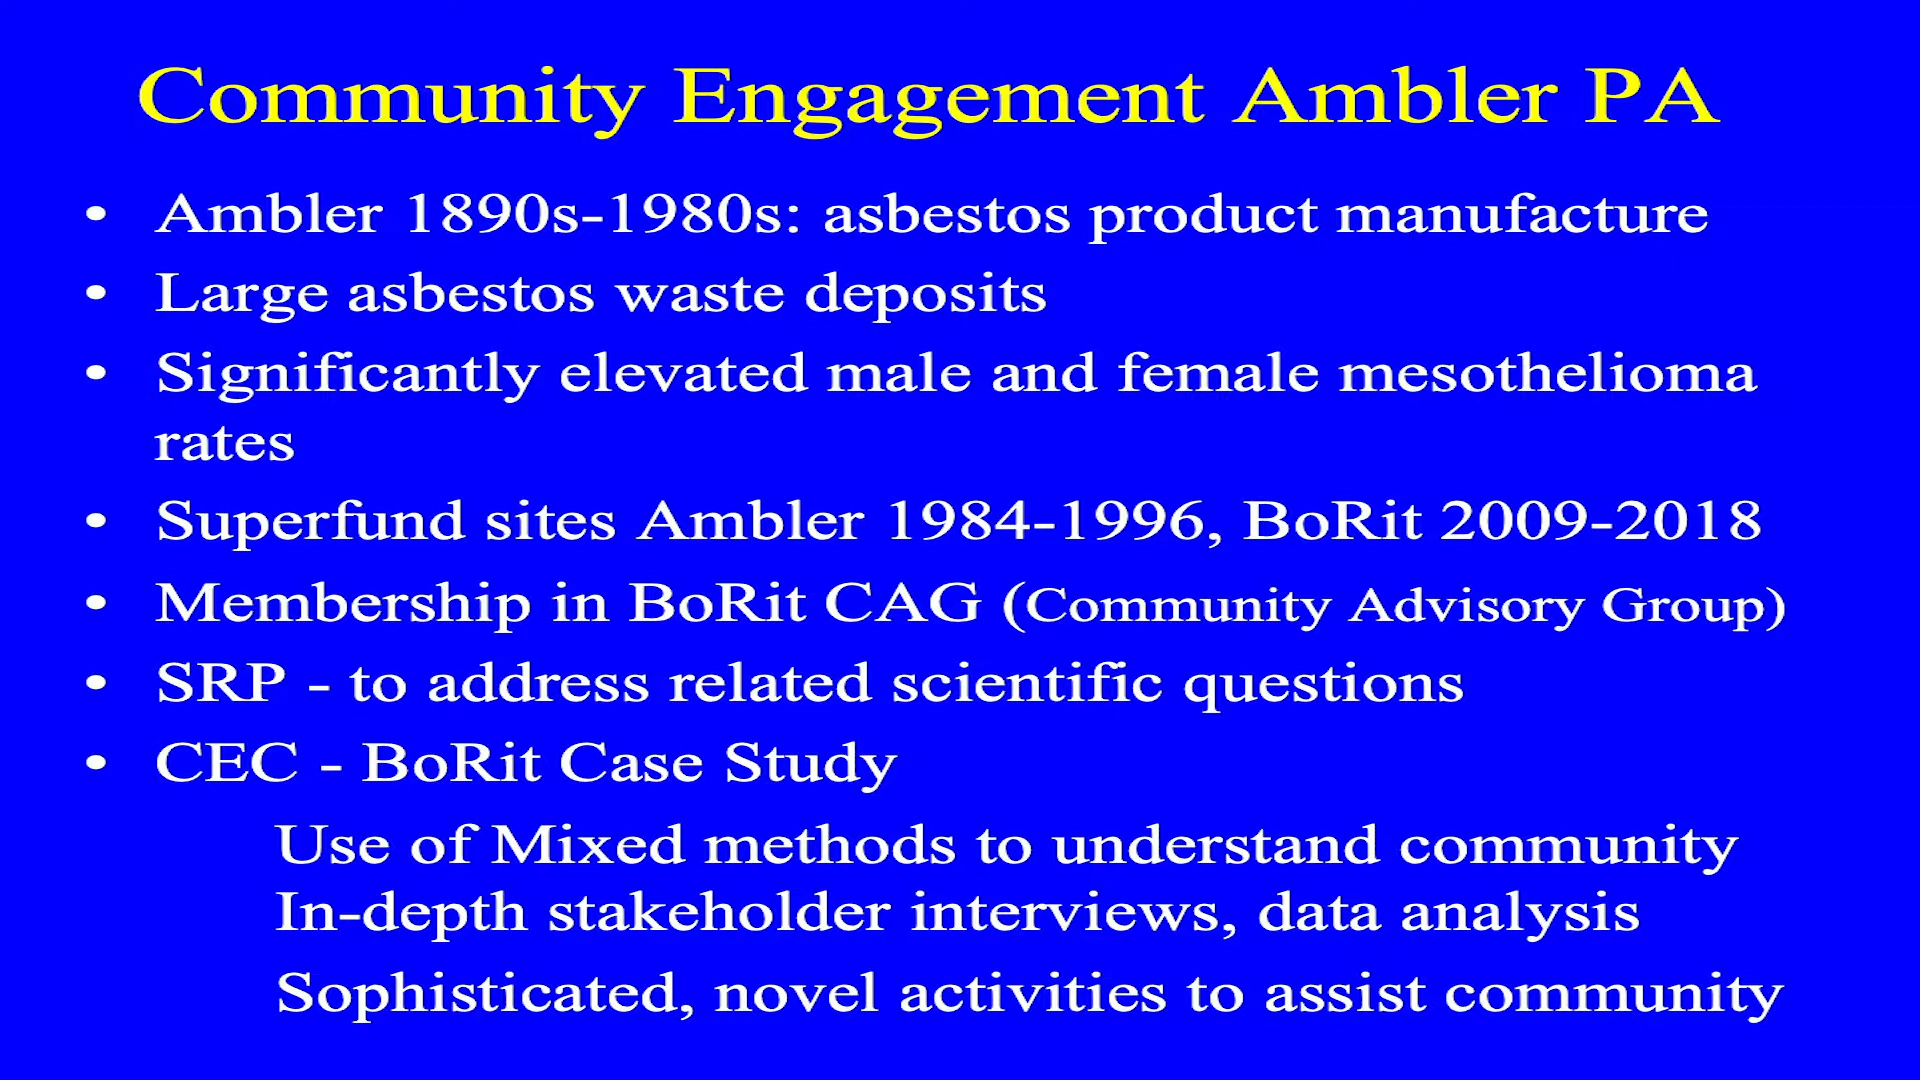 Community Engagement Ambler PA
• Ambler 1890s-1980s: asbestos product manufacture
• Large asbestos waste deposits
• Significantly elevated male and female mesothelioma
rates
• Superfund sites Ambler 1984-1996, BoRit 2009-2018
• Membership in BoRit CAG (Community Advisory Group)
• SRP - to address related scientific questions
• CEC - BoRit Case Study
Use of Mixed methods to understand community
In-depth stakeholder interviews, data analysis
Sophisticated, novel activities to assist community